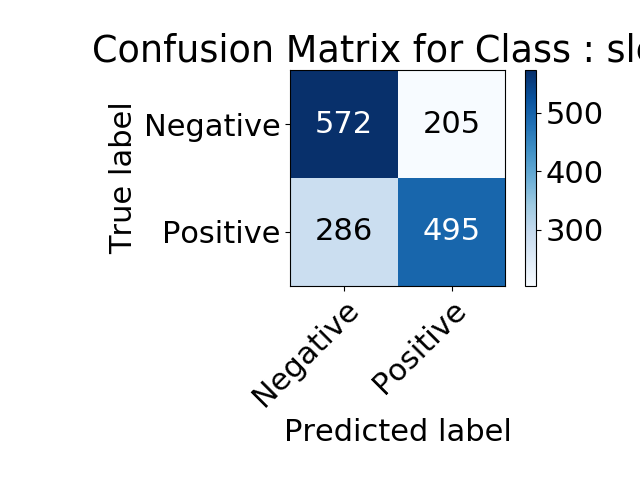 Confusion Matrix for Class : sle
True label
Negative 572 205
Positive 286 495
500
400
300
Negative Positive
Predicted label